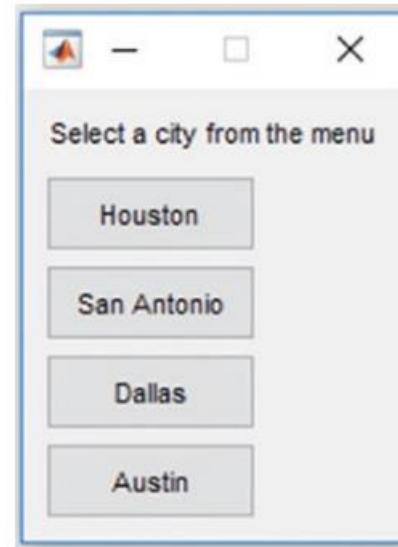 Select a city from the menu
Houston
San Antonio
Dallas
Austin